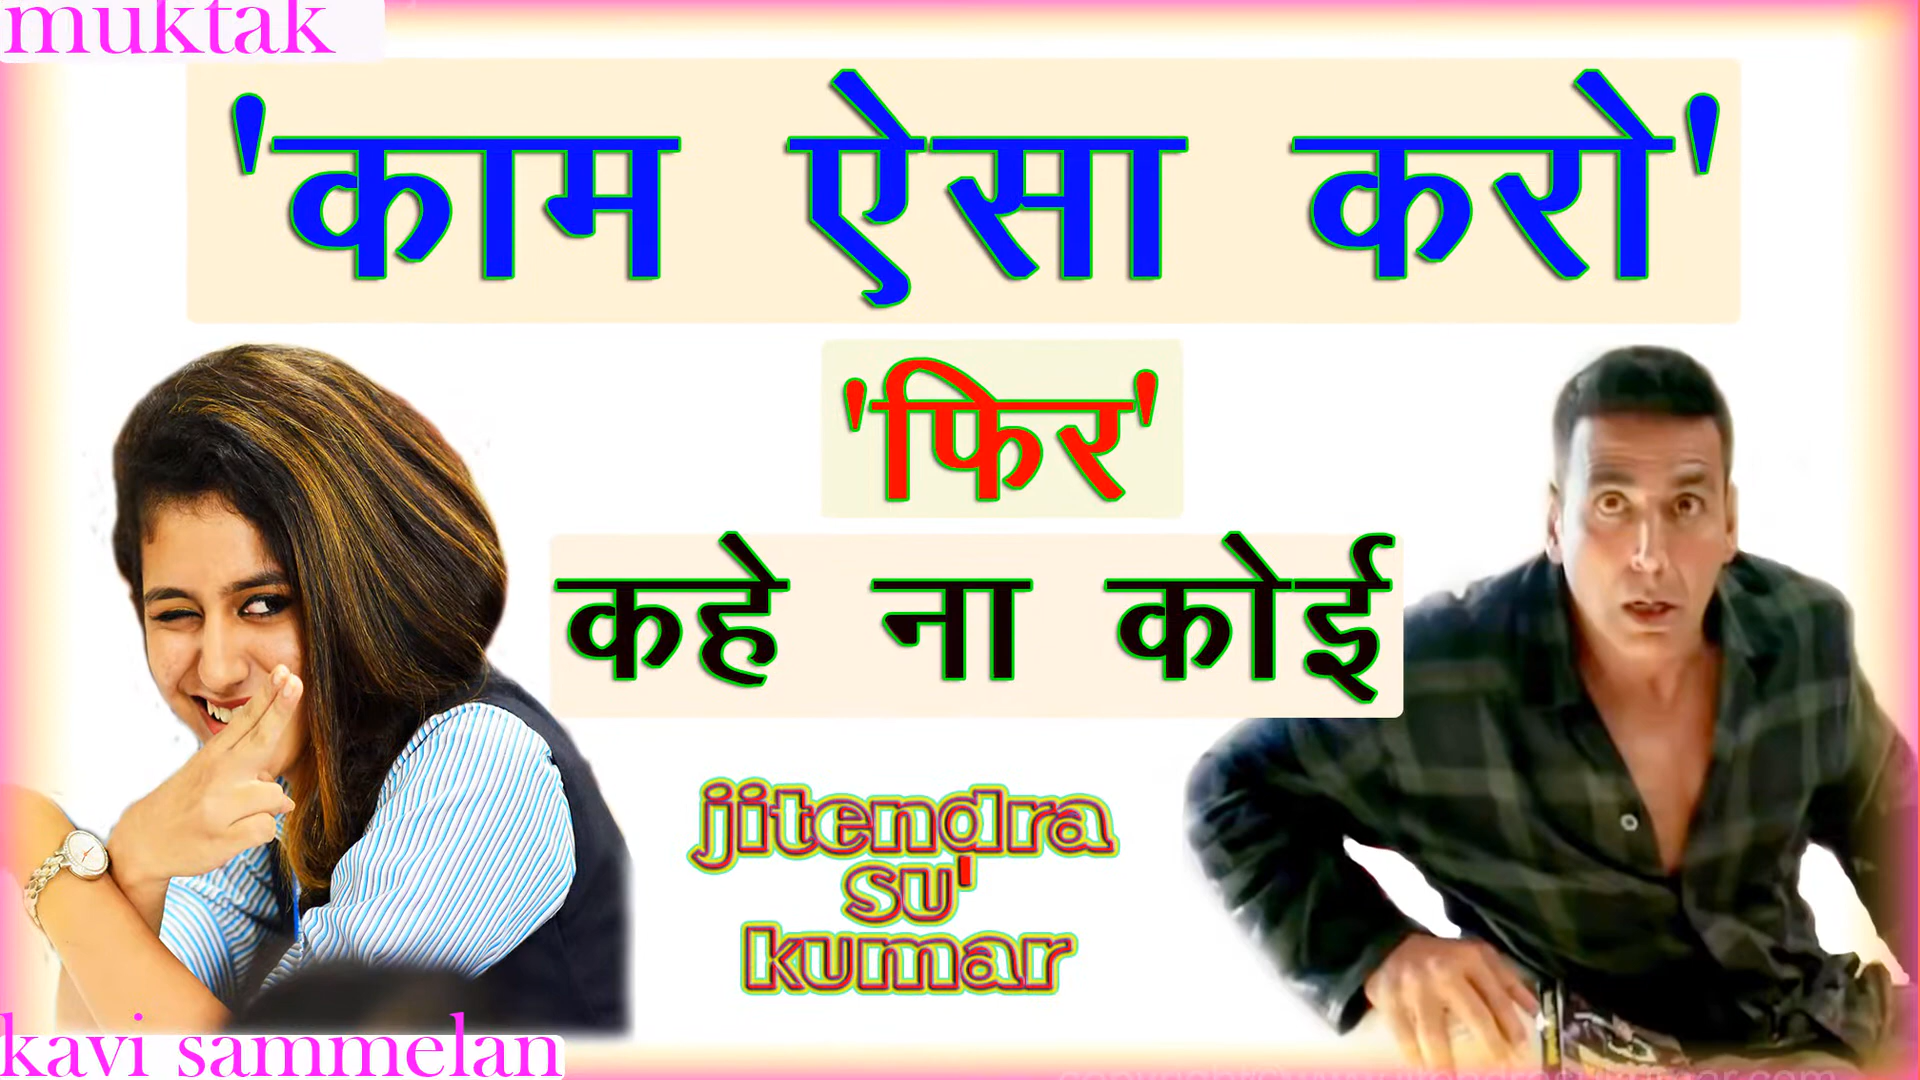 muktak
'काम ऐसा करो'
'फिर'
कहे ना कोई
jitendra
su'
kumar
kavi sammelan